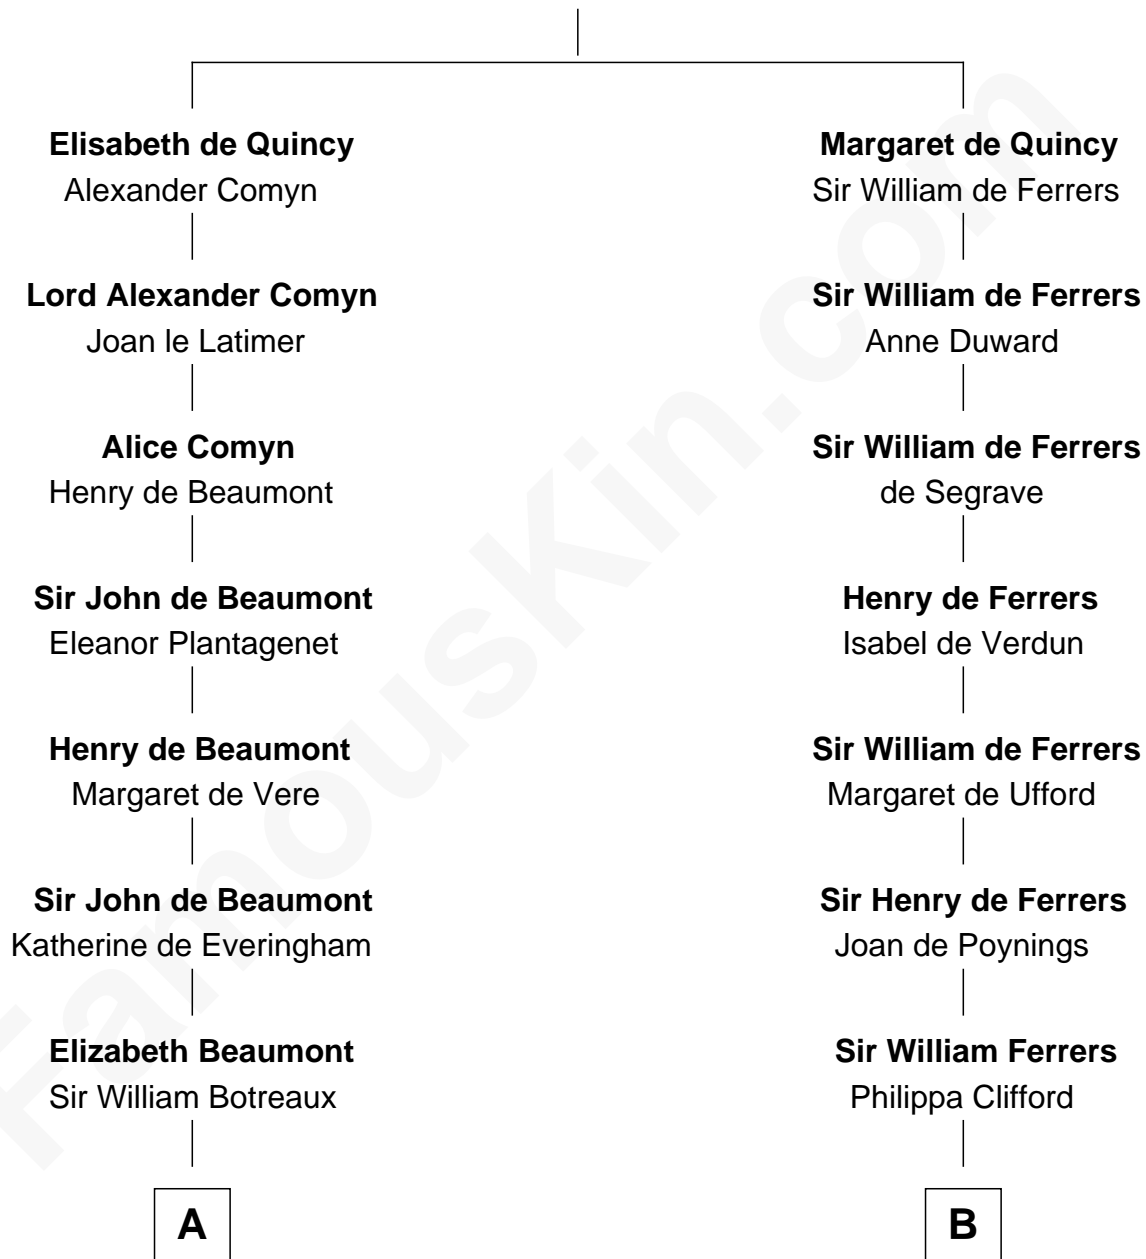 Elisabeth de Quincy
Alexander Comyn
Lord Alexander Comyn
Joan le Latimer
Alice Comyn
Henry de Beaumont
Sir John de Beaumont
Eleanor Plantagenet
Henry de Beaumont
Margaret de Vere
Sir John de Beaumont
Katherine de Everingham
Elizabeth Beaumont
Sir William Botreaux
A
Margaret de Quincy
Sir William de Ferrers
Sir William de Ferrers
Anne Duward
Sir William de Ferrers
de Segrave
Henry de Ferrers
Isabel de Verdun
Sir William de Ferrers
Margaret de Ufford
Sir Henry de Ferrers
Joan de Poynings
Sir William Ferrers
Philippa Clifford
B
FamousKin.com